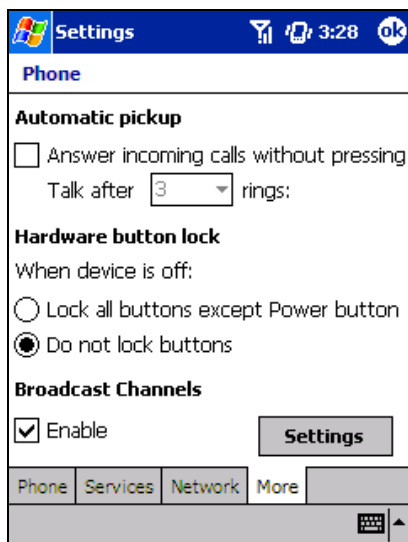 Settings 3:28 ok
Phone
Automatic pickup
Answer incoming calls without pressing
Talk after 3 rings:
Hardware button lock
When device is off:
Lock all buttons except Power button
Do not lock buttons
Broadcast Channels
Enable Settings
Phone Services Network More